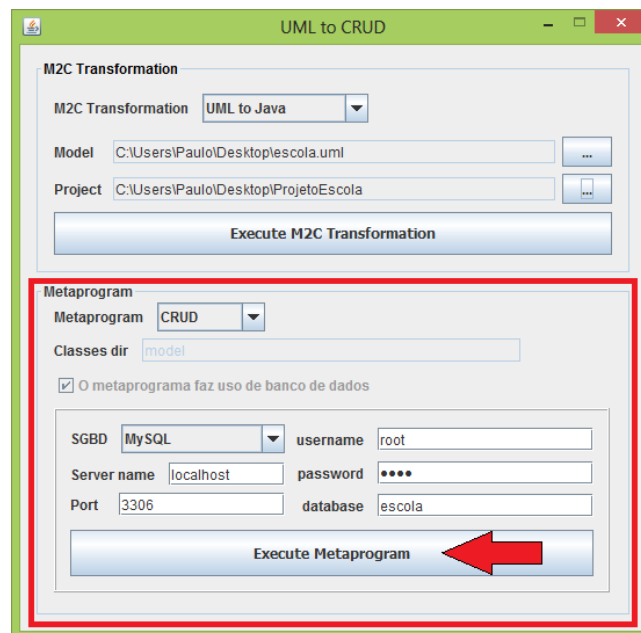 UML to CRUD
M2C Transformation
M2C Transformation UML to Java
Model C:\Users\Paulo\Desktop\escola.uml ...
Project C:\Users\Paulo\Desktop\ProjetoEscola ...
Execute M2C Transformation
Metaprogram
Metaprogram CRUD
Classes dir model
O metaprograma faz uso de banco de dados
SGBD MySQL username root
Server name localhost password ••••
Port 3306 database escola
Execute Metaprogram